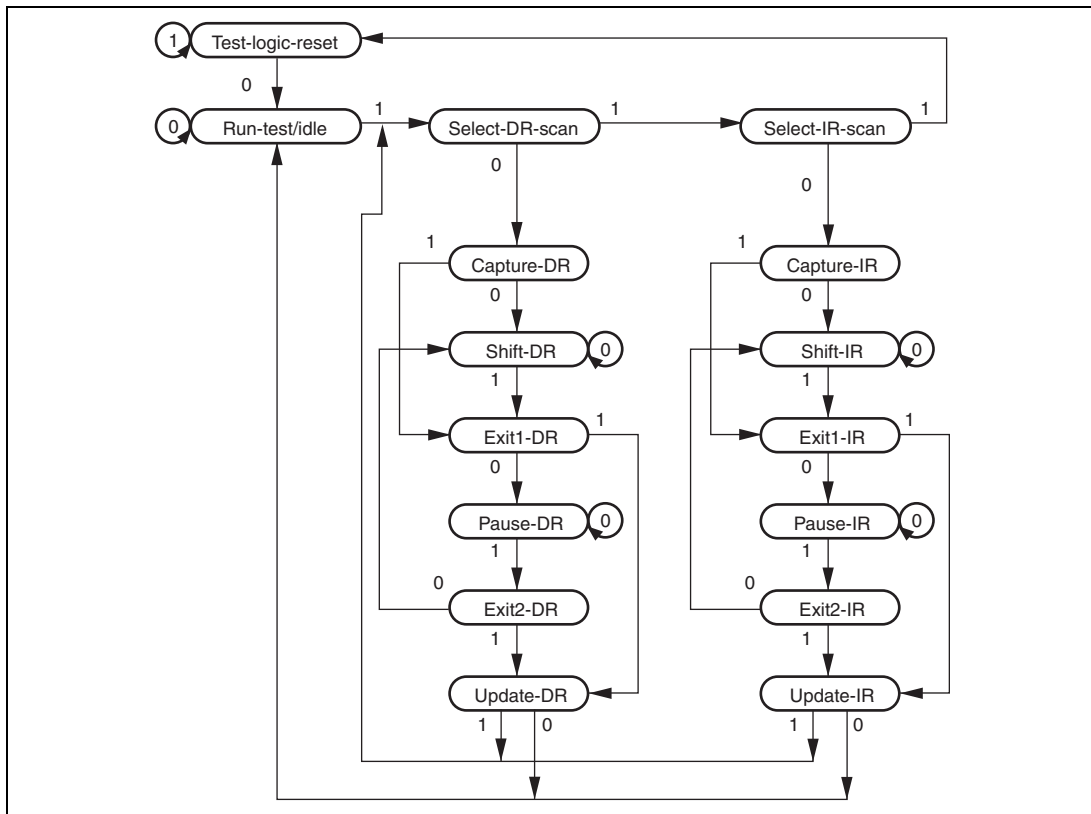 1 Test-logic-reset
0
0 Run-test/idle 1 Select-DR-scan 1 Select-IR-scan 1
0 0
1 1
Capture-DR Capture-IR
0 0
Shift-DR 0 Shift-IR 0
1 1
Exit1-DR 1 Exit1-IR 1
0 0
Pause-DR 0 Pause-IR 0
1 1
0 0
Exit2-DR Exit2-IR
1 1
Update-DR Update-IR
1 0 1 0